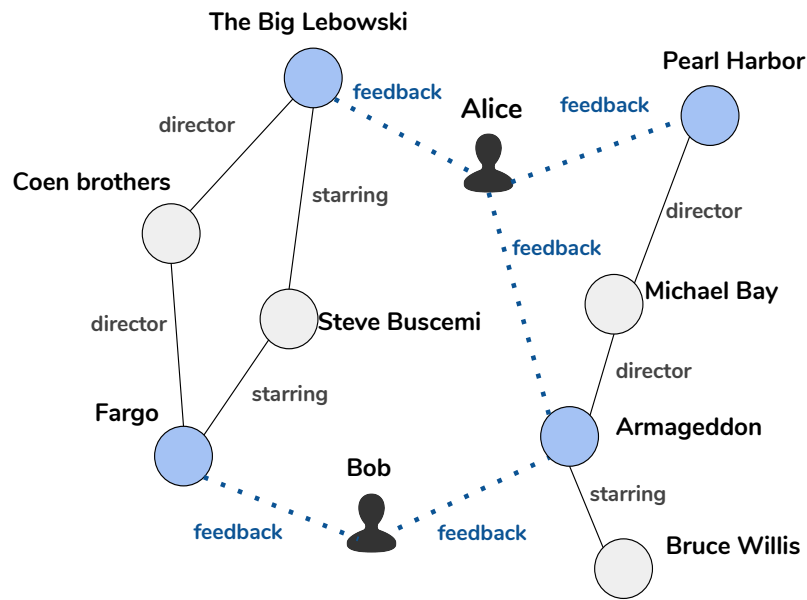 The Big Lebowski
Pearl Harbor
feedback
Alice
feedback
director
Coen brothers
starring
director
feedback
Michael Bay
director
Steve Buscemi
director
starring
Fargo
Armageddon
Bob
starring
feedback
feedback
Bruce Willis